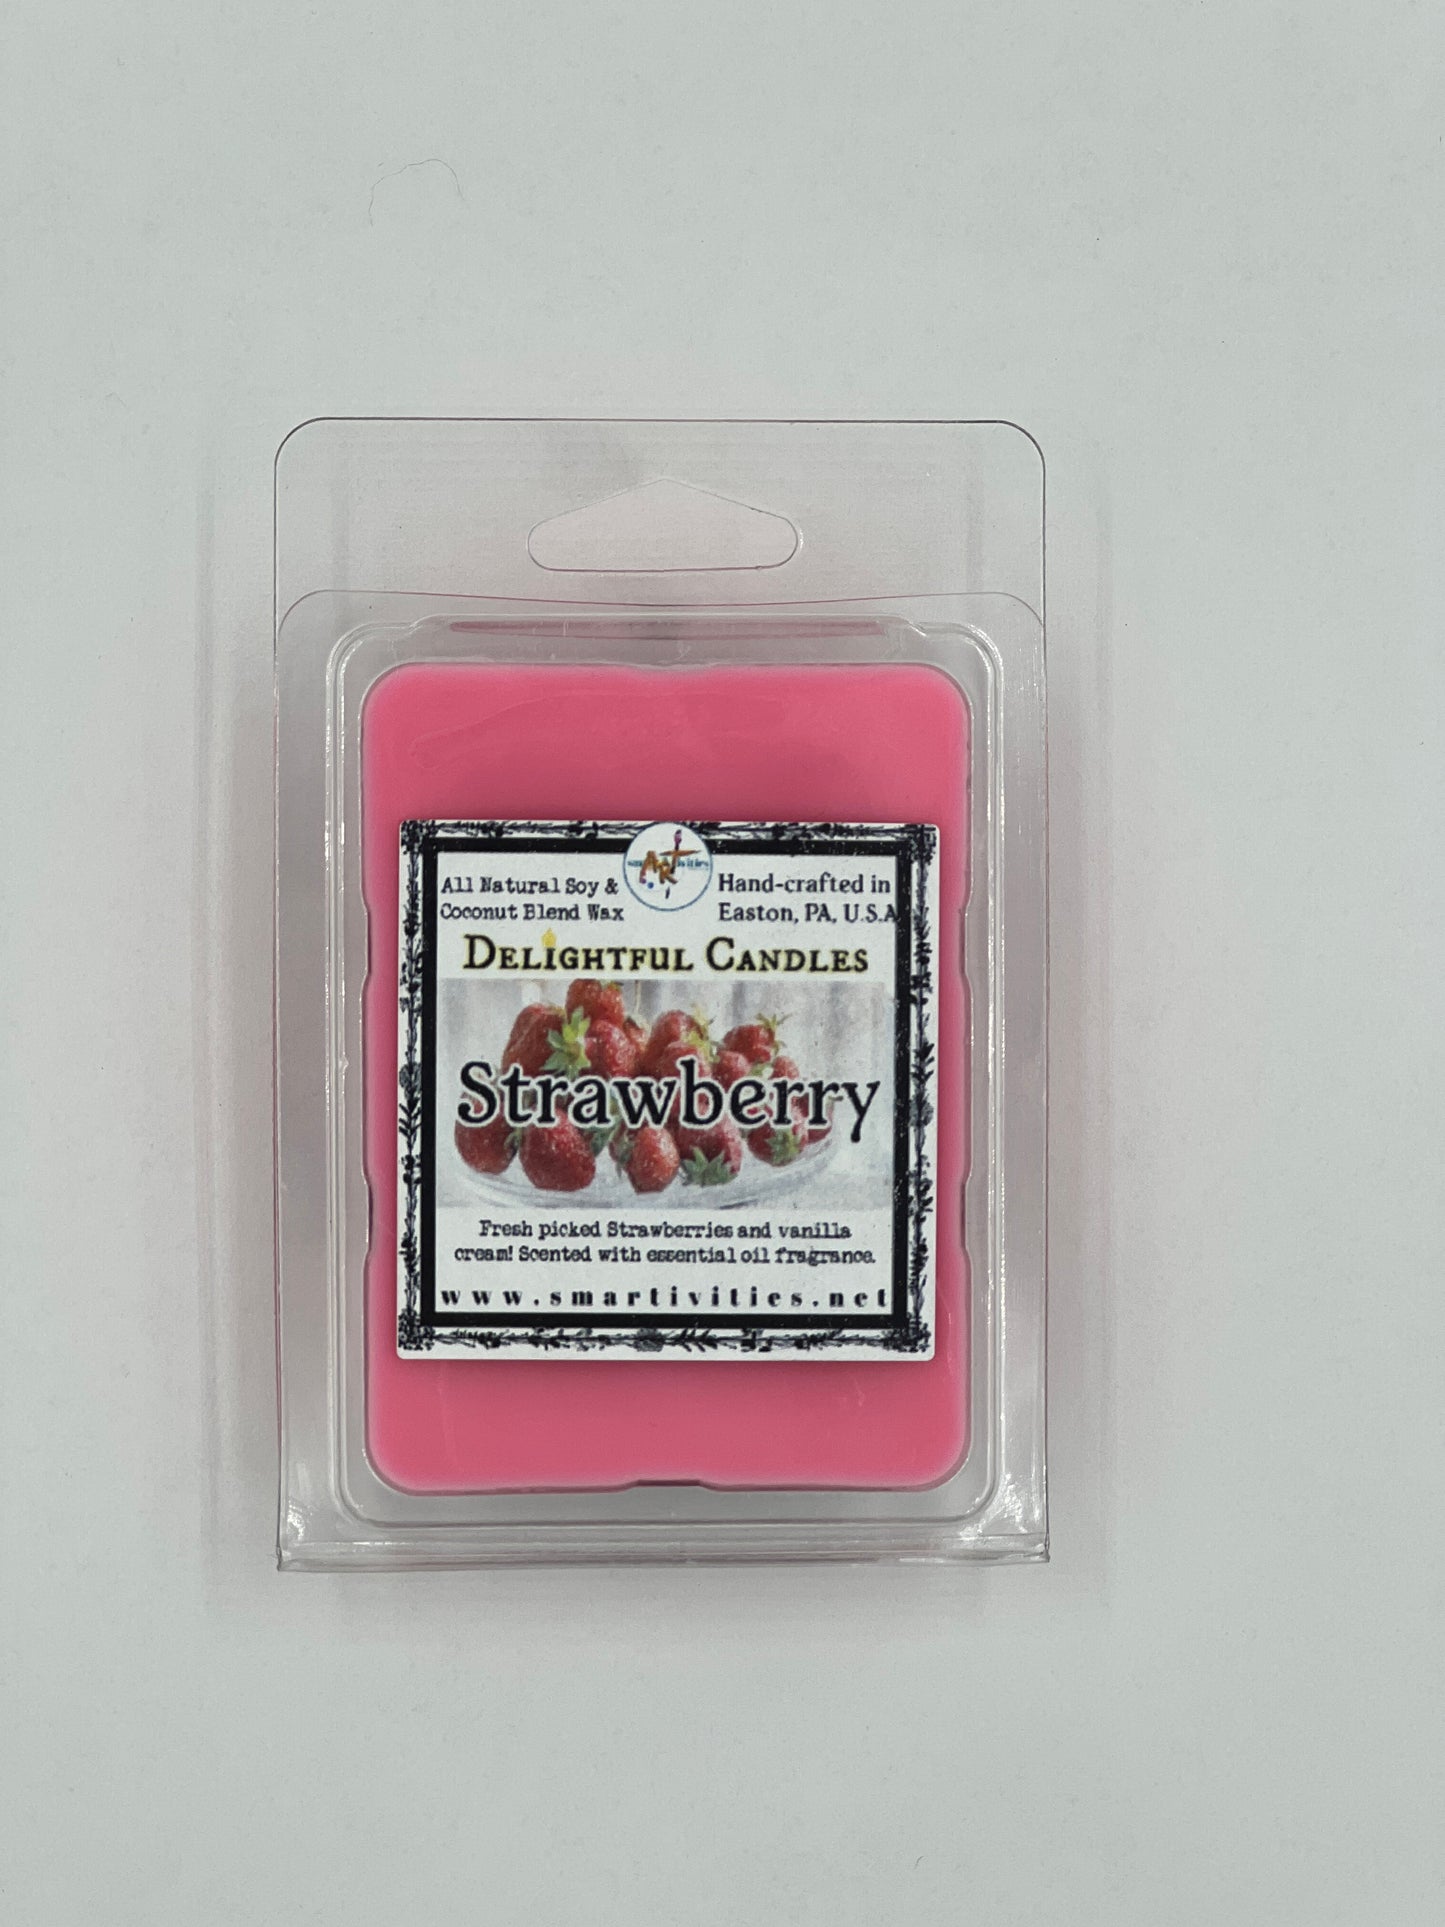 All Natural Soy &
Coconut Blend Wax
smARTivities
Hand-crafted in
Easton, PA, U.S.A
DELIGHTFUL CANDLES
Strawberry
Fresh picked Strawberries and vanilla
cream! Scented with essential oil fragrance.
www.smartivities.net